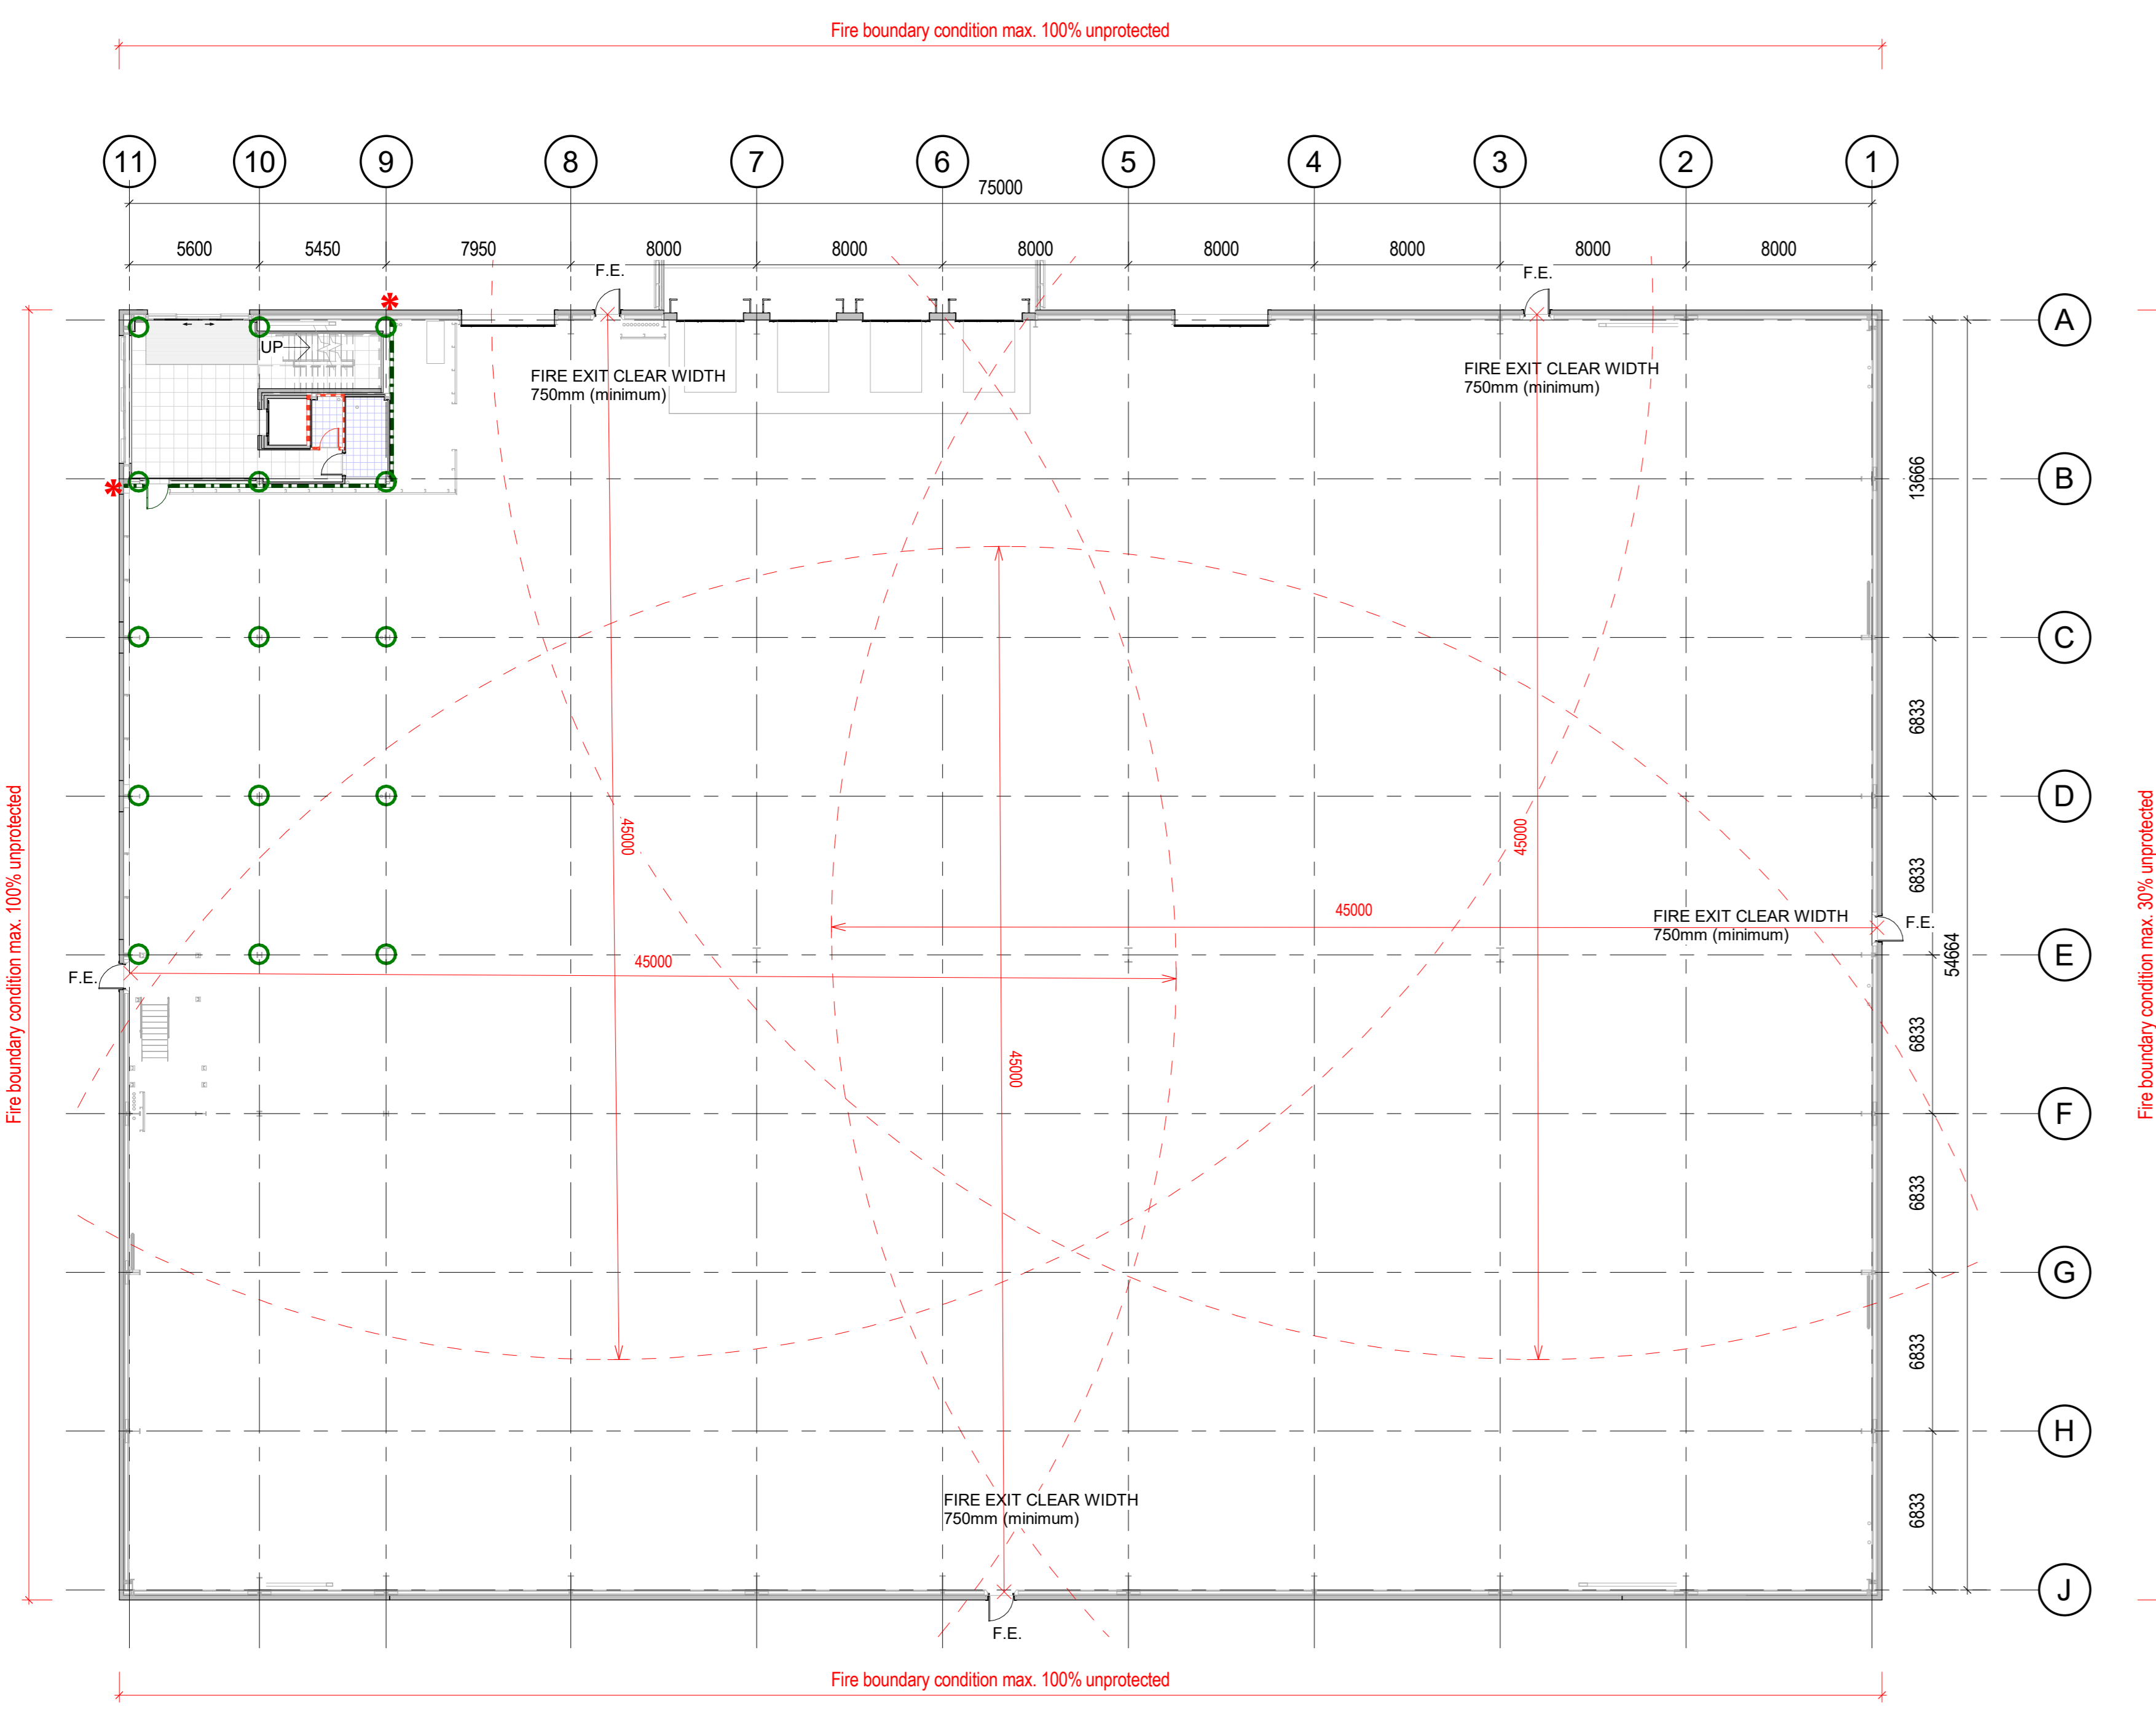 Fire boundary condition max. 100% unprotected
11 10 9 8 7 6 5 4 3 2 1
75000
5600 5450 7950 8000 8000 8000 8000 8000 8000 8000
F.E.
F.E.
*
A
UP
FIRE EXIT CLEAR WIDTH
750mm (minimum)
FIRE EXIT CLEAR WIDTH
750mm (minimum)
*
B
13666
C
6833
D
45000
45000
6833
Fire boundary condition max. 100% unprotected
Fire boundary condition max. 30% unprotected
45000
FIRE EXIT CLEAR WIDTH
750mm (minimum)
F.E.
E
54664
45000
F.E.
6833
45000
F
6833
G
6833
H
FIRE EXIT CLEAR WIDTH
750mm (minimum)
6833
J
F.E.
Fire boundary condition max. 100% unprotected